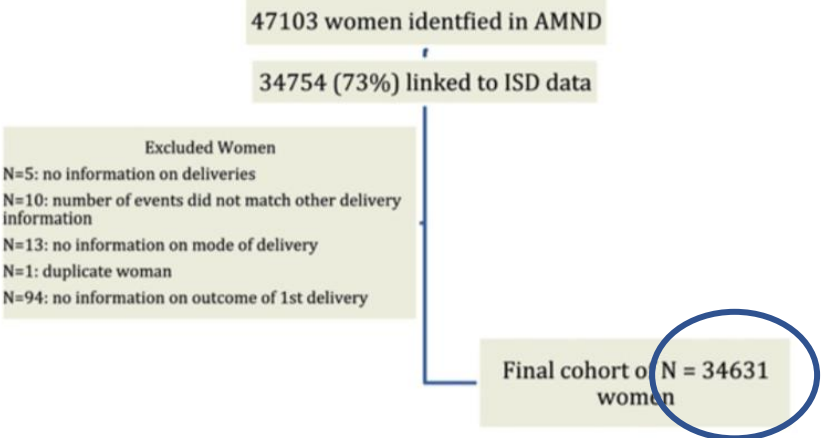 47103 women identfied in AMND
34754 (73%) linked to ISD data
Excluded Women
N=5: no information on deliveries
N=10: number of events did not match other delivery
information
N=13: no information on mode of delivery
N=1: duplicate woman
N=94: no information on outcome of 1st delivery
Final cohort of N = 34631
women